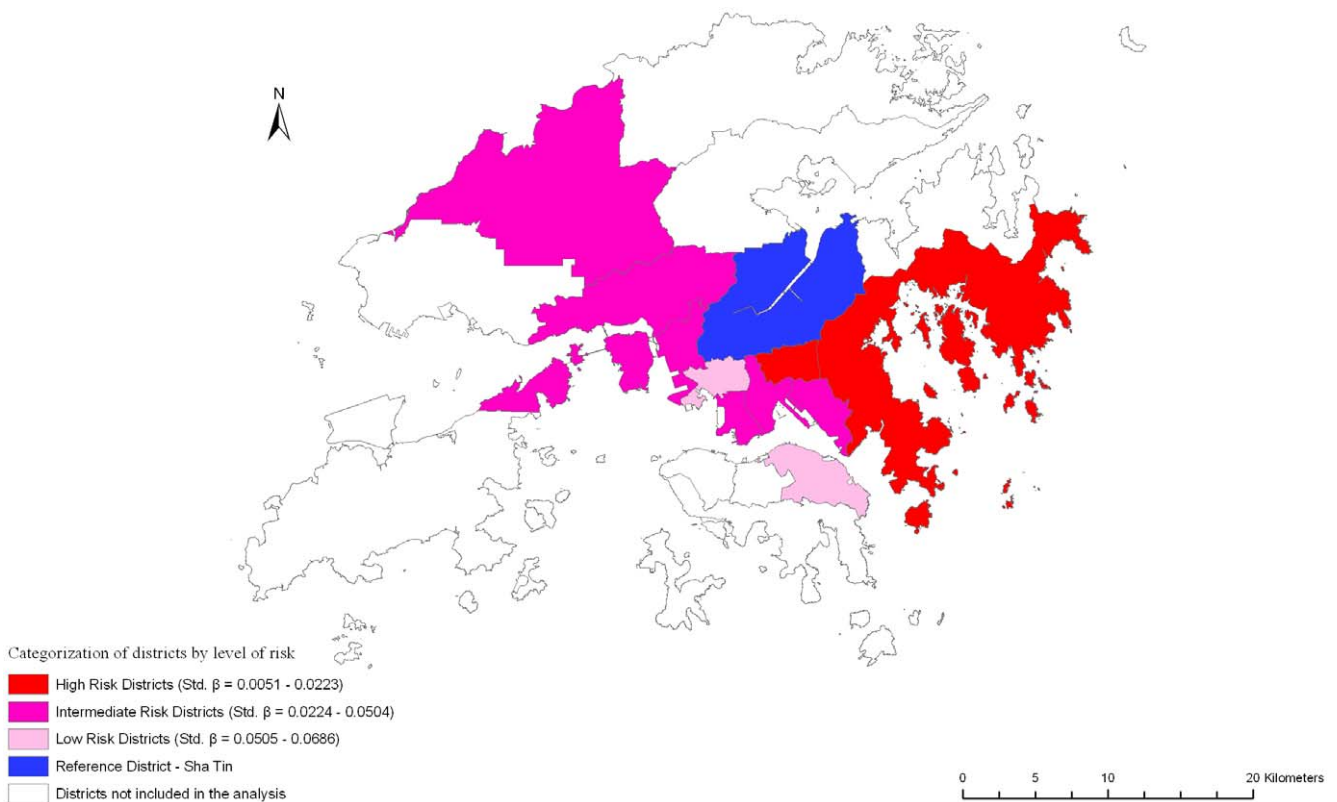 N
Categorization of districts by level of risk
High Risk Districts (Std. β = 0.0051 - 0.0223)
Intermediate Risk Districts (Std. β = 0.0224 - 0.0504)
Low Risk Districts (Std. β = 0.0505 - 0.0686)
Reference District - Sha Tin
Districts not included in the analysis
0 5 10 20 Kilometers